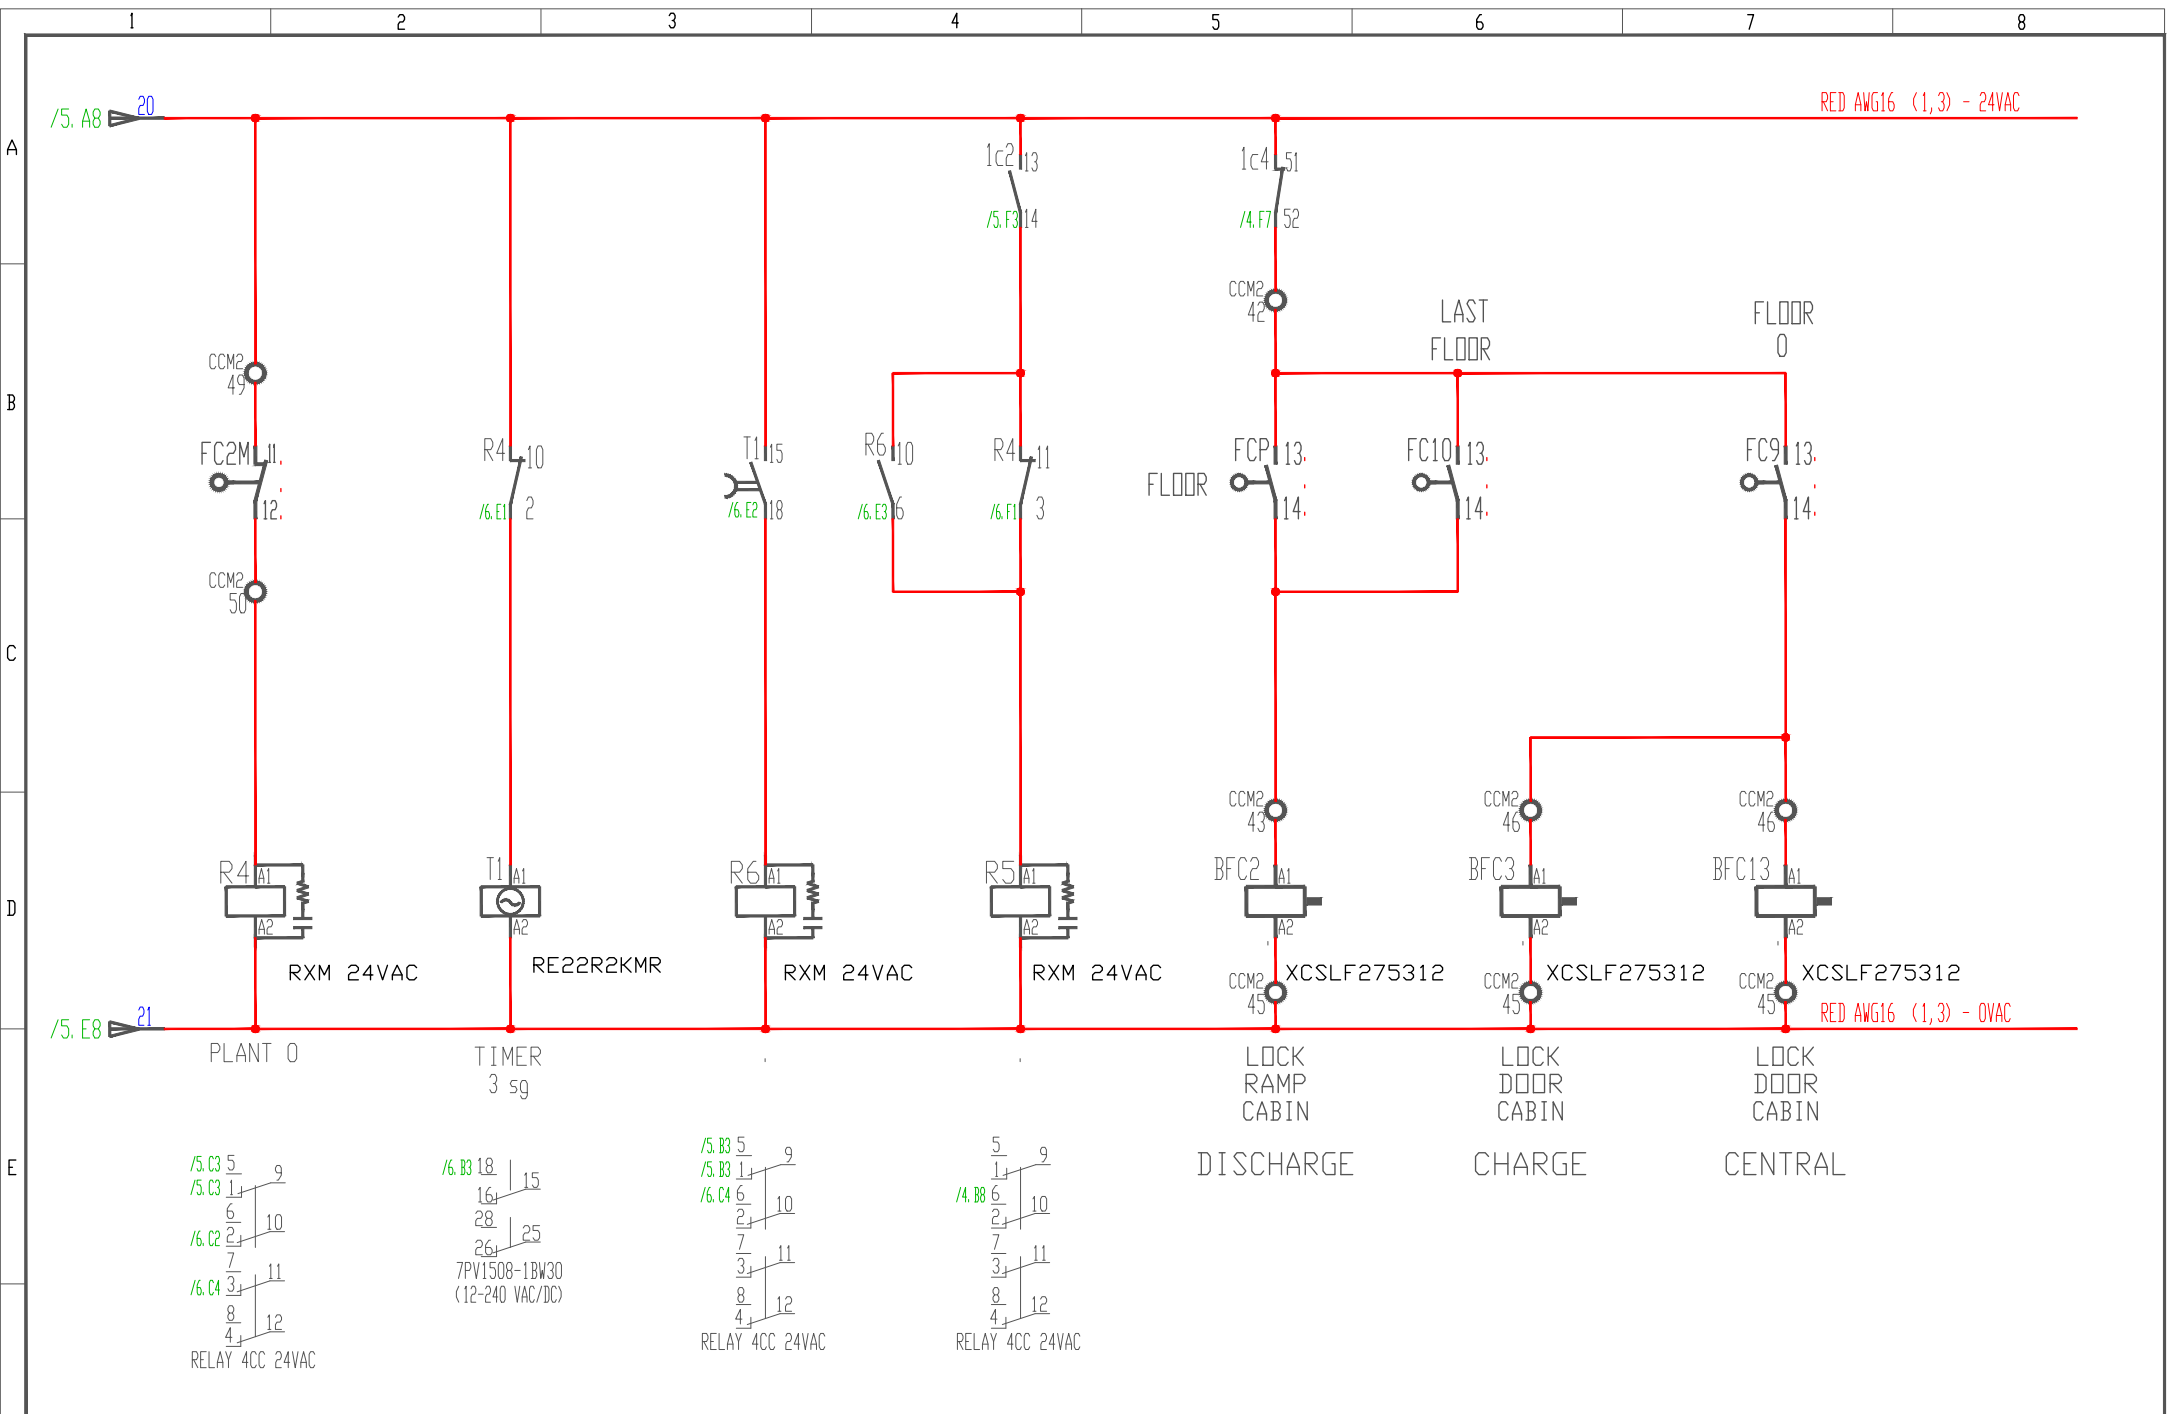 1 2 3 4 5 6 7 8
A
B
C
D
E
/5.A8
20
RED AWG16 (1,3) - 24VAC
1c2
13
/5.F3
14
1c4
51
/4.F7
52
CCM2
42
LAST
FLOOR
FLOOR
0
CCM2
49
FC2M
11
12
R4
10
/6.E1
2
T1
15
/6.E2
18
R6
10
/6.E3
6
R4
11
/6.F1
3
FLOOR
FCP
13
14
FC10
13
14
FC9
13
14
CCM2
50
CCM2
43
CCM2
46
CCM2
46
R4
A1
A2
RXM 24VAC
T1
A1
A2
RE22R2KMR
R6
A1
A2
RXM 24VAC
R5
A1
A2
RXM 24VAC
BFC2
A1
A2
XCSLF275312
BFC3
A1
A2
XCSLF275312
BFC13
A1
A2
XCSLF275312
CCM2
45
CCM2
45
CCM2
45
/5.E8
21
RED AWG16 (1,3) - 0VAC
PLANT 0
TIMER
3 sg
LOCK
RAMP
CABIN
DISCHARGE
LOCK
DOOR
CABIN
CHARGE
LOCK
DOOR
CABIN
CENTRAL
/5.C3 5
9
/5.C3 1
6
10
/6.C2 2
7
11
/6.C4 3
8
12
4
RELAY 4CC 24VAC
/6.B3 18
15
16
28
25
26
7PV1508-1BW30
(12-240 VAC/DC)
/5.B3 5
9
/5.B3 1
/6.C4 6
10
2
7
11
3
8
12
4
RELAY 4CC 24VAC
5
9
1
/4.B8 6
10
2
7
11
3
8
12
4
RELAY 4CC 24VAC